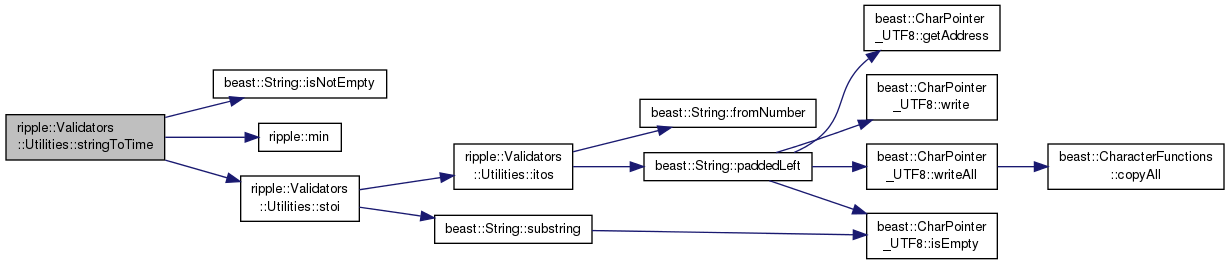 ripple::Validators
::Utilities::stringToTime
beast::String::isNotEmpty
ripple::min
ripple::Validators
::Utilities::stoi
ripple::Validators
::Utilities::itos
beast::String::substring
beast::String::fromNumber
beast::String::paddedLeft
beast::CharPointer
_UTF8::getAddress
beast::CharPointer
_UTF8::write
beast::CharPointer
_UTF8::writeAll
beast::CharPointer
_UTF8::isEmpty
beast::CharacterFunctions
::copyAll